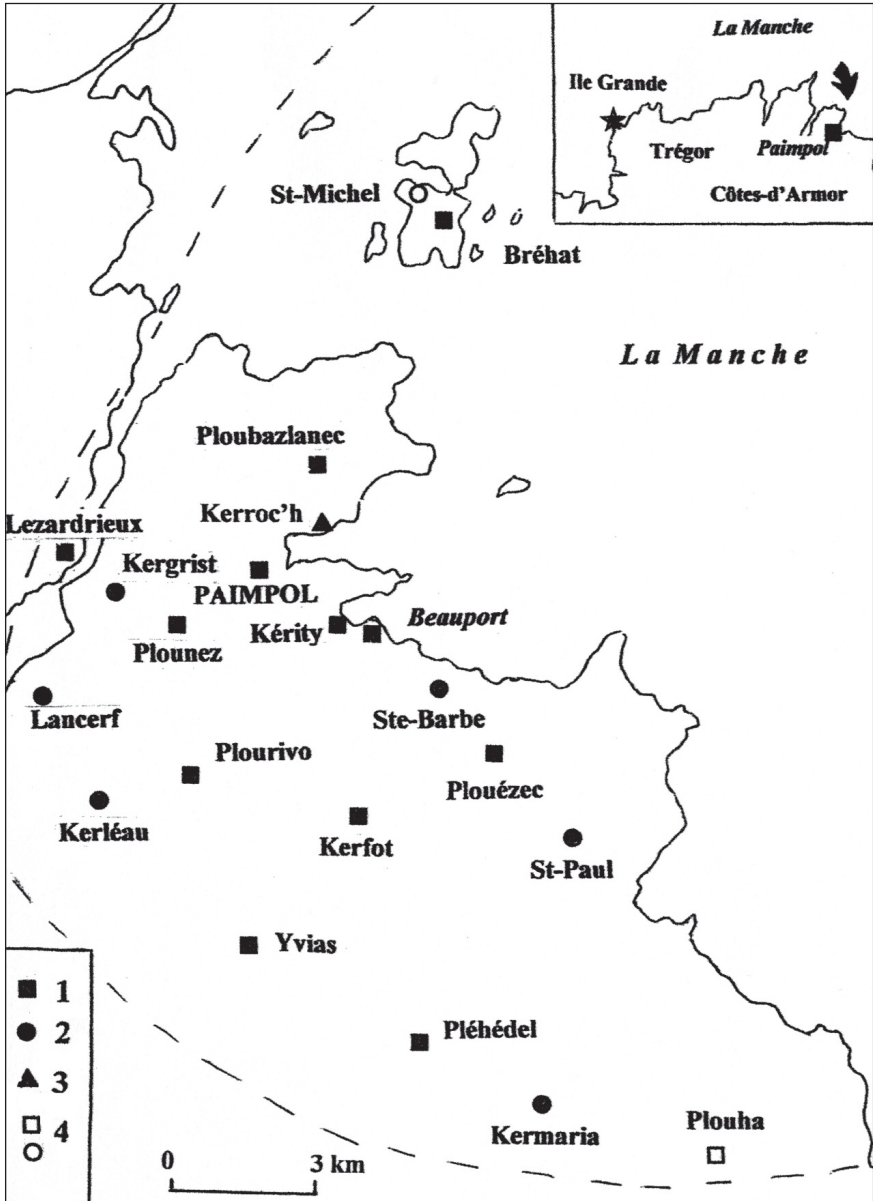 La Manche
Ile Grande
Trégor
Paimpol
Côtes-d'Armor
St-Michel
Bréhat
La Manche
Ploubazlanec
Kerroc'h
Lezardrieux
Kergrist
PAIMPOL
Beauport
Kérity
Plounez
Lancerf
Ste-Barbe
Plourivo
Plouézec
Kerléau
Kerfot
St-Paul
Yvias
1
2
3
4
Pléhédel
Kermaria
Plouha
0 3 km